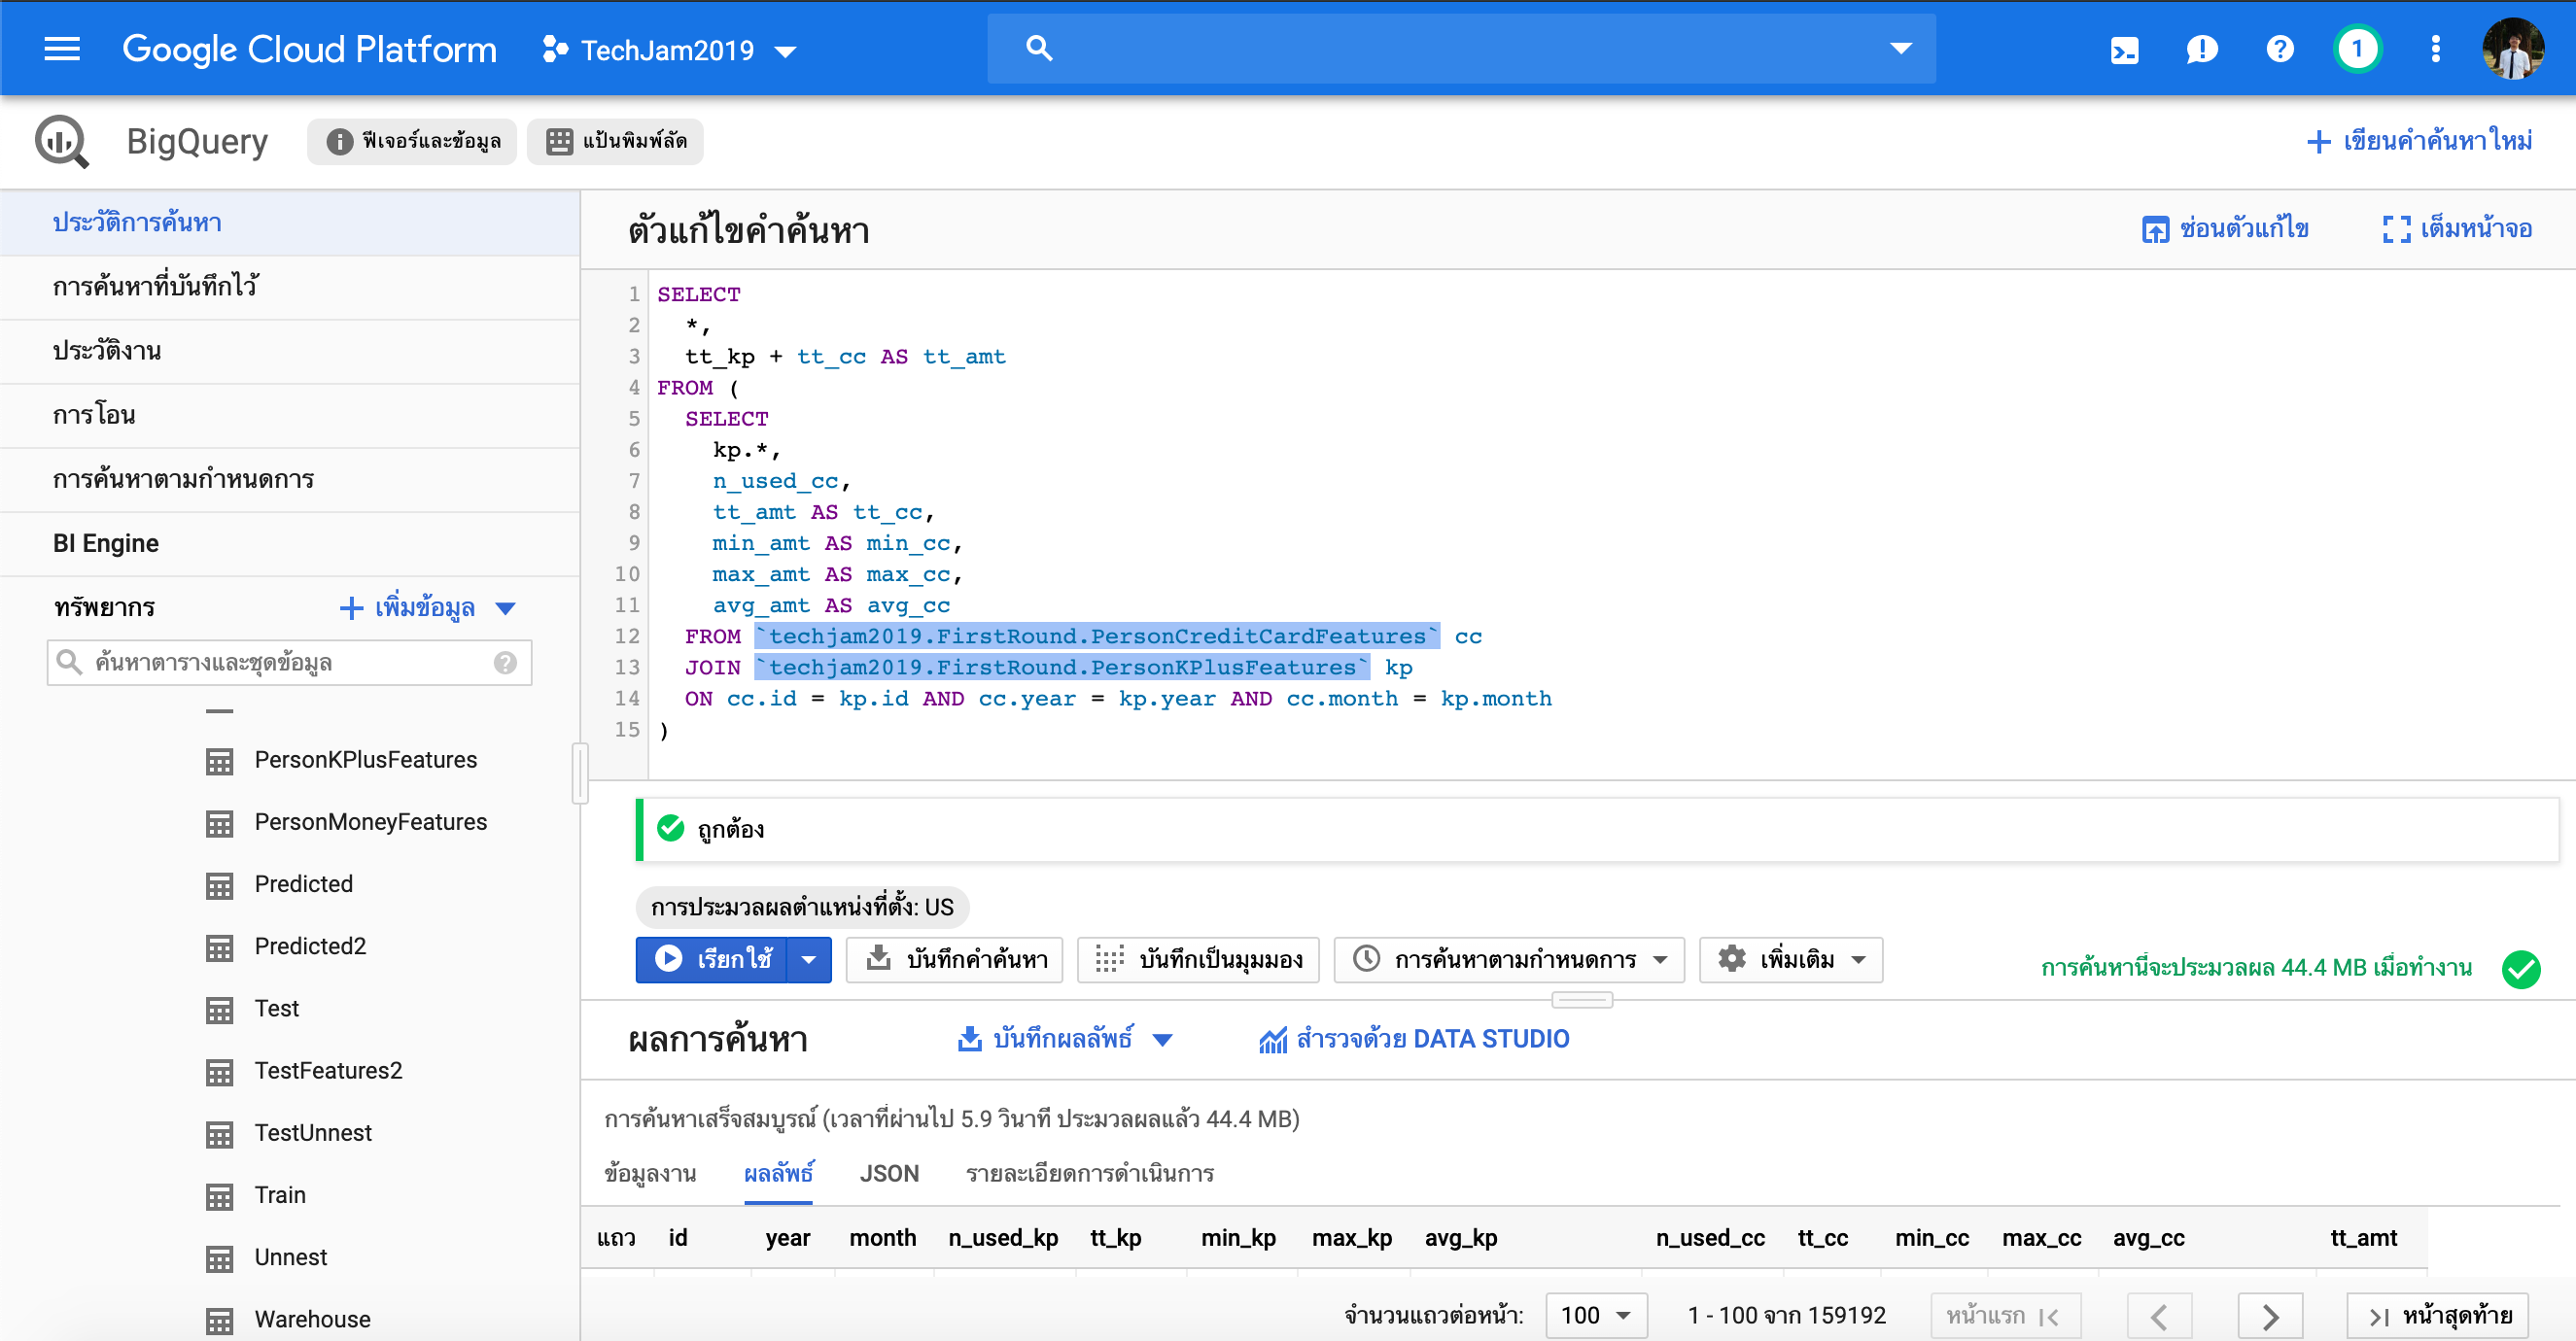 Google Cloud Platform TechJam2019 1
BigQuery ฟีเจอร์และข้อมูล แป้นพิมพ์ลัด เขียนคำค้นหาใหม่
ประวัติการค้นหา
การค้นหาที่บันทึกไว้
ประวัติงาน
การโอน
การค้นหาตามกำหนดการ
BI Engine
ทรัพยากร เพิ่มข้อมูล
ค้นหาตารางและชุดข้อมูล
PersonKPlusFeatures
PersonMoneyFeatures
Predicted
Predicted2
Test
TestFeatures2
TestUnnest
Train
Unnest
Warehouse
ตัวแก้ไขคำค้นหา ซ่อนตัวแก้ไข เต็มหน้าจอ
1 SELECT
2 *,
3 tt_kp + tt_cc AS tt_amt
4 FROM (
5 SELECT
6 kp.*,
7 n_used_cc,
8 tt_amt AS tt_cc,
9 min_amt AS min_cc,
10 max_amt AS max_cc,
11 avg_amt AS avg_cc
12 FROM `techjam2019.FirstRound.PersonCreditCardFeatures` cc
13 JOIN `techjam2019.FirstRound.PersonKPlusFeatures` kp
14 ON cc.id = kp.id AND cc.year = kp.year AND cc.month = kp.month
15 )
ถูกต้อง
การประมวลผลตำแหน่งที่ตั้ง: US
เรียกใช้ บันทึกคำค้นหา บันทึกเป็นมุมมอง การค้นหาตามกำหนดการ เพิ่มเติม การค้นหานี้จะประมวลผล 44.4 MB เมื่อทำงาน
ผลการค้นหา บันทึกผลลัพธ์ สำรวจด้วย DATA STUDIO
การค้นหาเสร็จสมบูรณ์ (เวลาที่ผ่านไป 5.9 วินาที ประมวลผลแล้ว 44.4 MB)
ข้อมูลงาน ผลลัพธ์ JSON รายละเอียดการดำเนินการ
แถว id year month n_used_kp tt_kp min_kp max_kp avg_kp n_used_cc tt_cc min_cc max_cc avg_cc tt_amt
จำนวนแถวต่อหน้า: 100 1 - 100 จาก 159192 หน้าแรก หน้าสุดท้าย